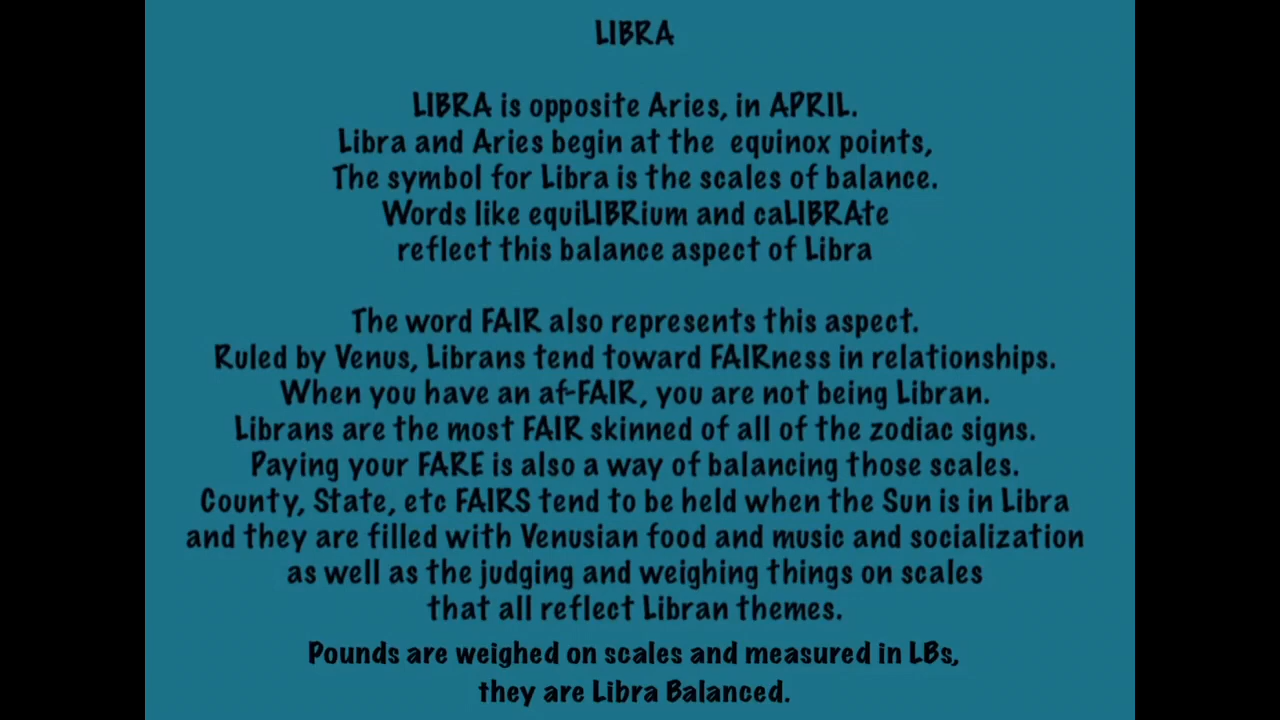 LIBRA
LIBRA is opposite Aries, in APRIL.
Libra and Aries begin at the equinox points,
The symbol for Libra is the scales of balance.
Words like equiLIBRium and caLIBRAte
reflect this balance aspect of Libra
The word FAIR also represents this aspect.
Ruled by Venus, Librans tend toward FAIRness in relationships.
When you have an af-FAIR, you are not being Libran.
Librans are the most FAIR skinned of all of the zodiac signs.
Paying your FARE is also a way of balancing those scales.
County, State, etc FAIRS tend to be held when the Sun is in Libra
and they are filled with Venusian food and music and socialization
as well as the judging and weighing things on scales
that all reflect Libran themes.
Pounds are weighed on scales and measured in LBs,
they are Libra Balanced.